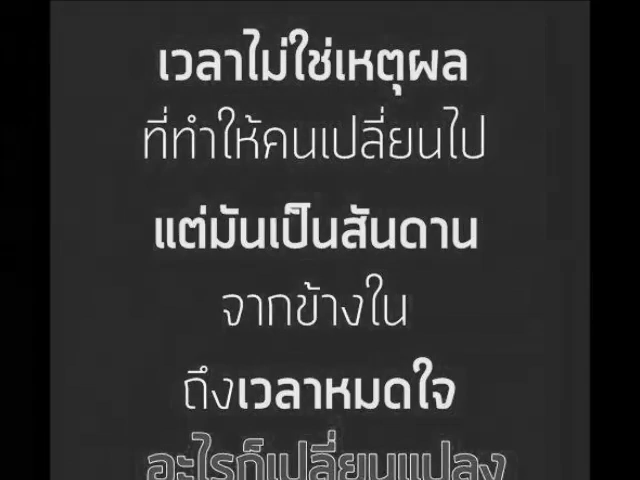 เวลาไม่ใช่เหตุผล
ที่ทำให้คนเปลี่ยนไป
แต่มันเป็นสันดาน
จากข้างใน
ถึงเวลาหมดใจ
อะไรก็เปลี่ยนแปลง